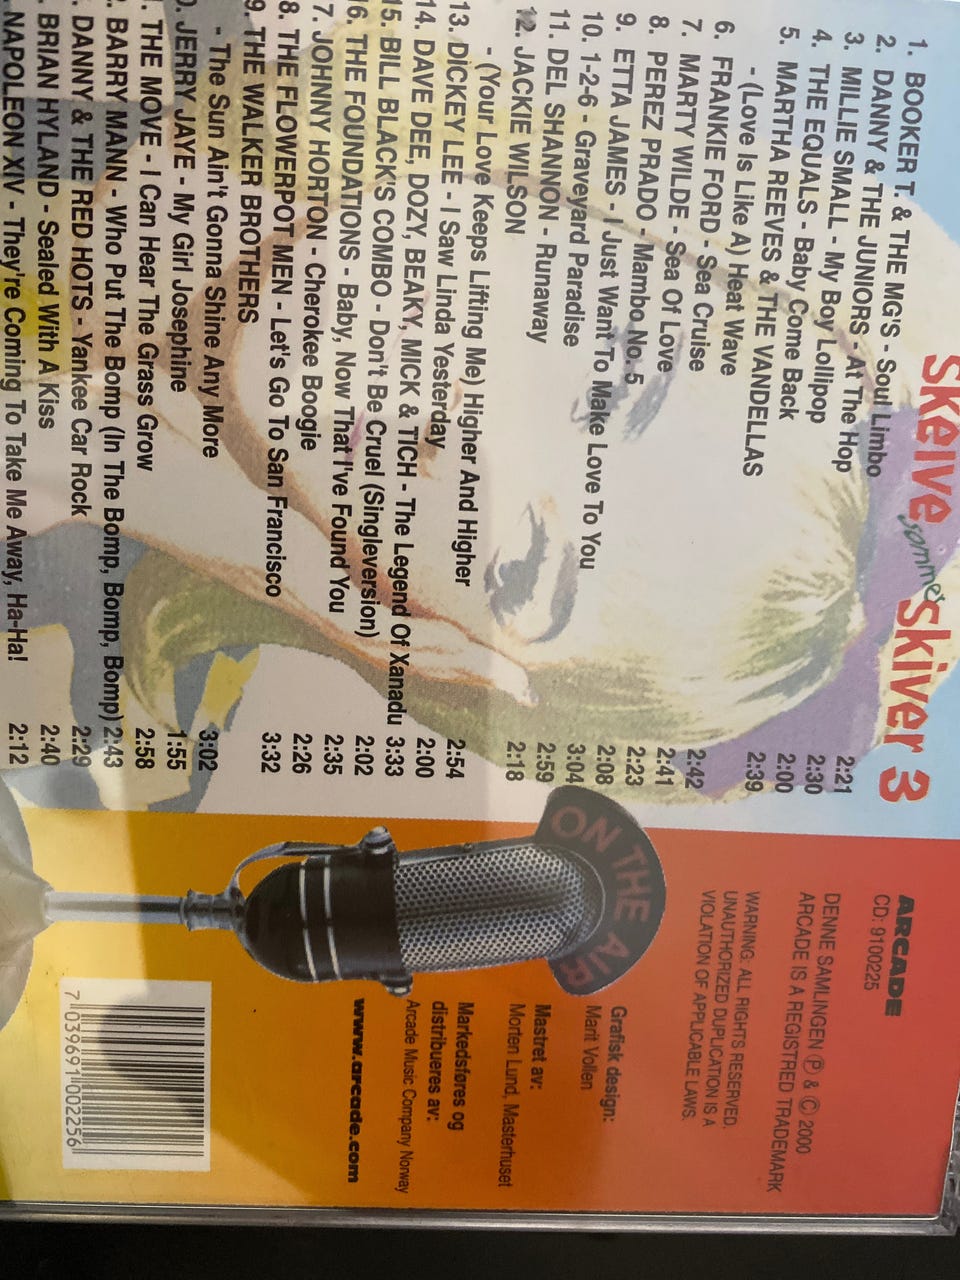 Skeive sommerskiver 3
1. BOOKER T. & THE MG'S - Soul Limbo 2:21
2. DANNY & THE JUNIORS - At The Hop 2:30
3. MILLIE SMALL - My Boy Lollipop 2:00
4. THE EQUALS - Baby Come Back 2:39
5. MARTHA REEVES & THE VANDELLAS
- (Love Is Like A) Heat Wave 2:42
6. FRANKIE FORD - Sea Cruise 2:41
7. MARTY WILDE - Sea Of Love 2:23
8. PEREZ PRADO - Mambo No. 5 2:08
9. ETTA JAMES - I Just Want To Make Love To You 3:04
10. 1-2-6 - Graveyard Paradise 2:59
11. DEL SHANNON - Runaway 2:18
12. JACKIE WILSON
- (Your Love Keeps Lifting Me) Higher And Higher 2:54
13. DICKEY LEE - I Saw Linda Yesterday 2:00
14. DAVE DEE, DOZY, BEAKY, MICK & TICH - The Legend Of Xanadu 3:33
15. BILL BLACK'S COMBO - Don't Be Cruel (Singleversion) 2:02
16. THE FOUNDATIONS - Baby, Now That I've Found You 2:35
7. JOHNNY HORTON - Cherokee Boogie 2:26
8. THE FLOWERPOT MEN - Let's Go To San Francisco 3:32
9. THE WALKER BROTHERS
- The Sun Ain't Gonna Shine Any More 3:02
0. JERRY JAYE - My Girl Josephine 1:55
. THE MOVE - I Can Hear The Grass Grow 2:58
. BARRY MANN - Who Put The Bomp (In The Bomp, Bomp, Bomp) 2:43
. DANNY & THE RED HOTS - Yankee Car Rock 2:29
. BRIAN HYLAND - Sealed With A Kiss 2:40
. NAPOLEON XIV - They're Coming To Take Me Away, Ha-Ha! 2:12
ARCADE
CD: 9100225
DENNE SAMLINGEN Ⓟ & © 2000
ARCADE IS A REGISTRED TRADEMARK
WARNING: ALL RIGHTS RESERVED.
UNAUTHORIZED DUPLICATION IS A
VIOLATION OF APPLICABLE LAWS.
ON THE AIR
Grafisk design:
Marit Vollen
Mastret av:
Morten Lund, Masterhuset
Markedsføres og
distribueres av:
Arcade Music Company Norway
www.arcade.com
7 039691 002256